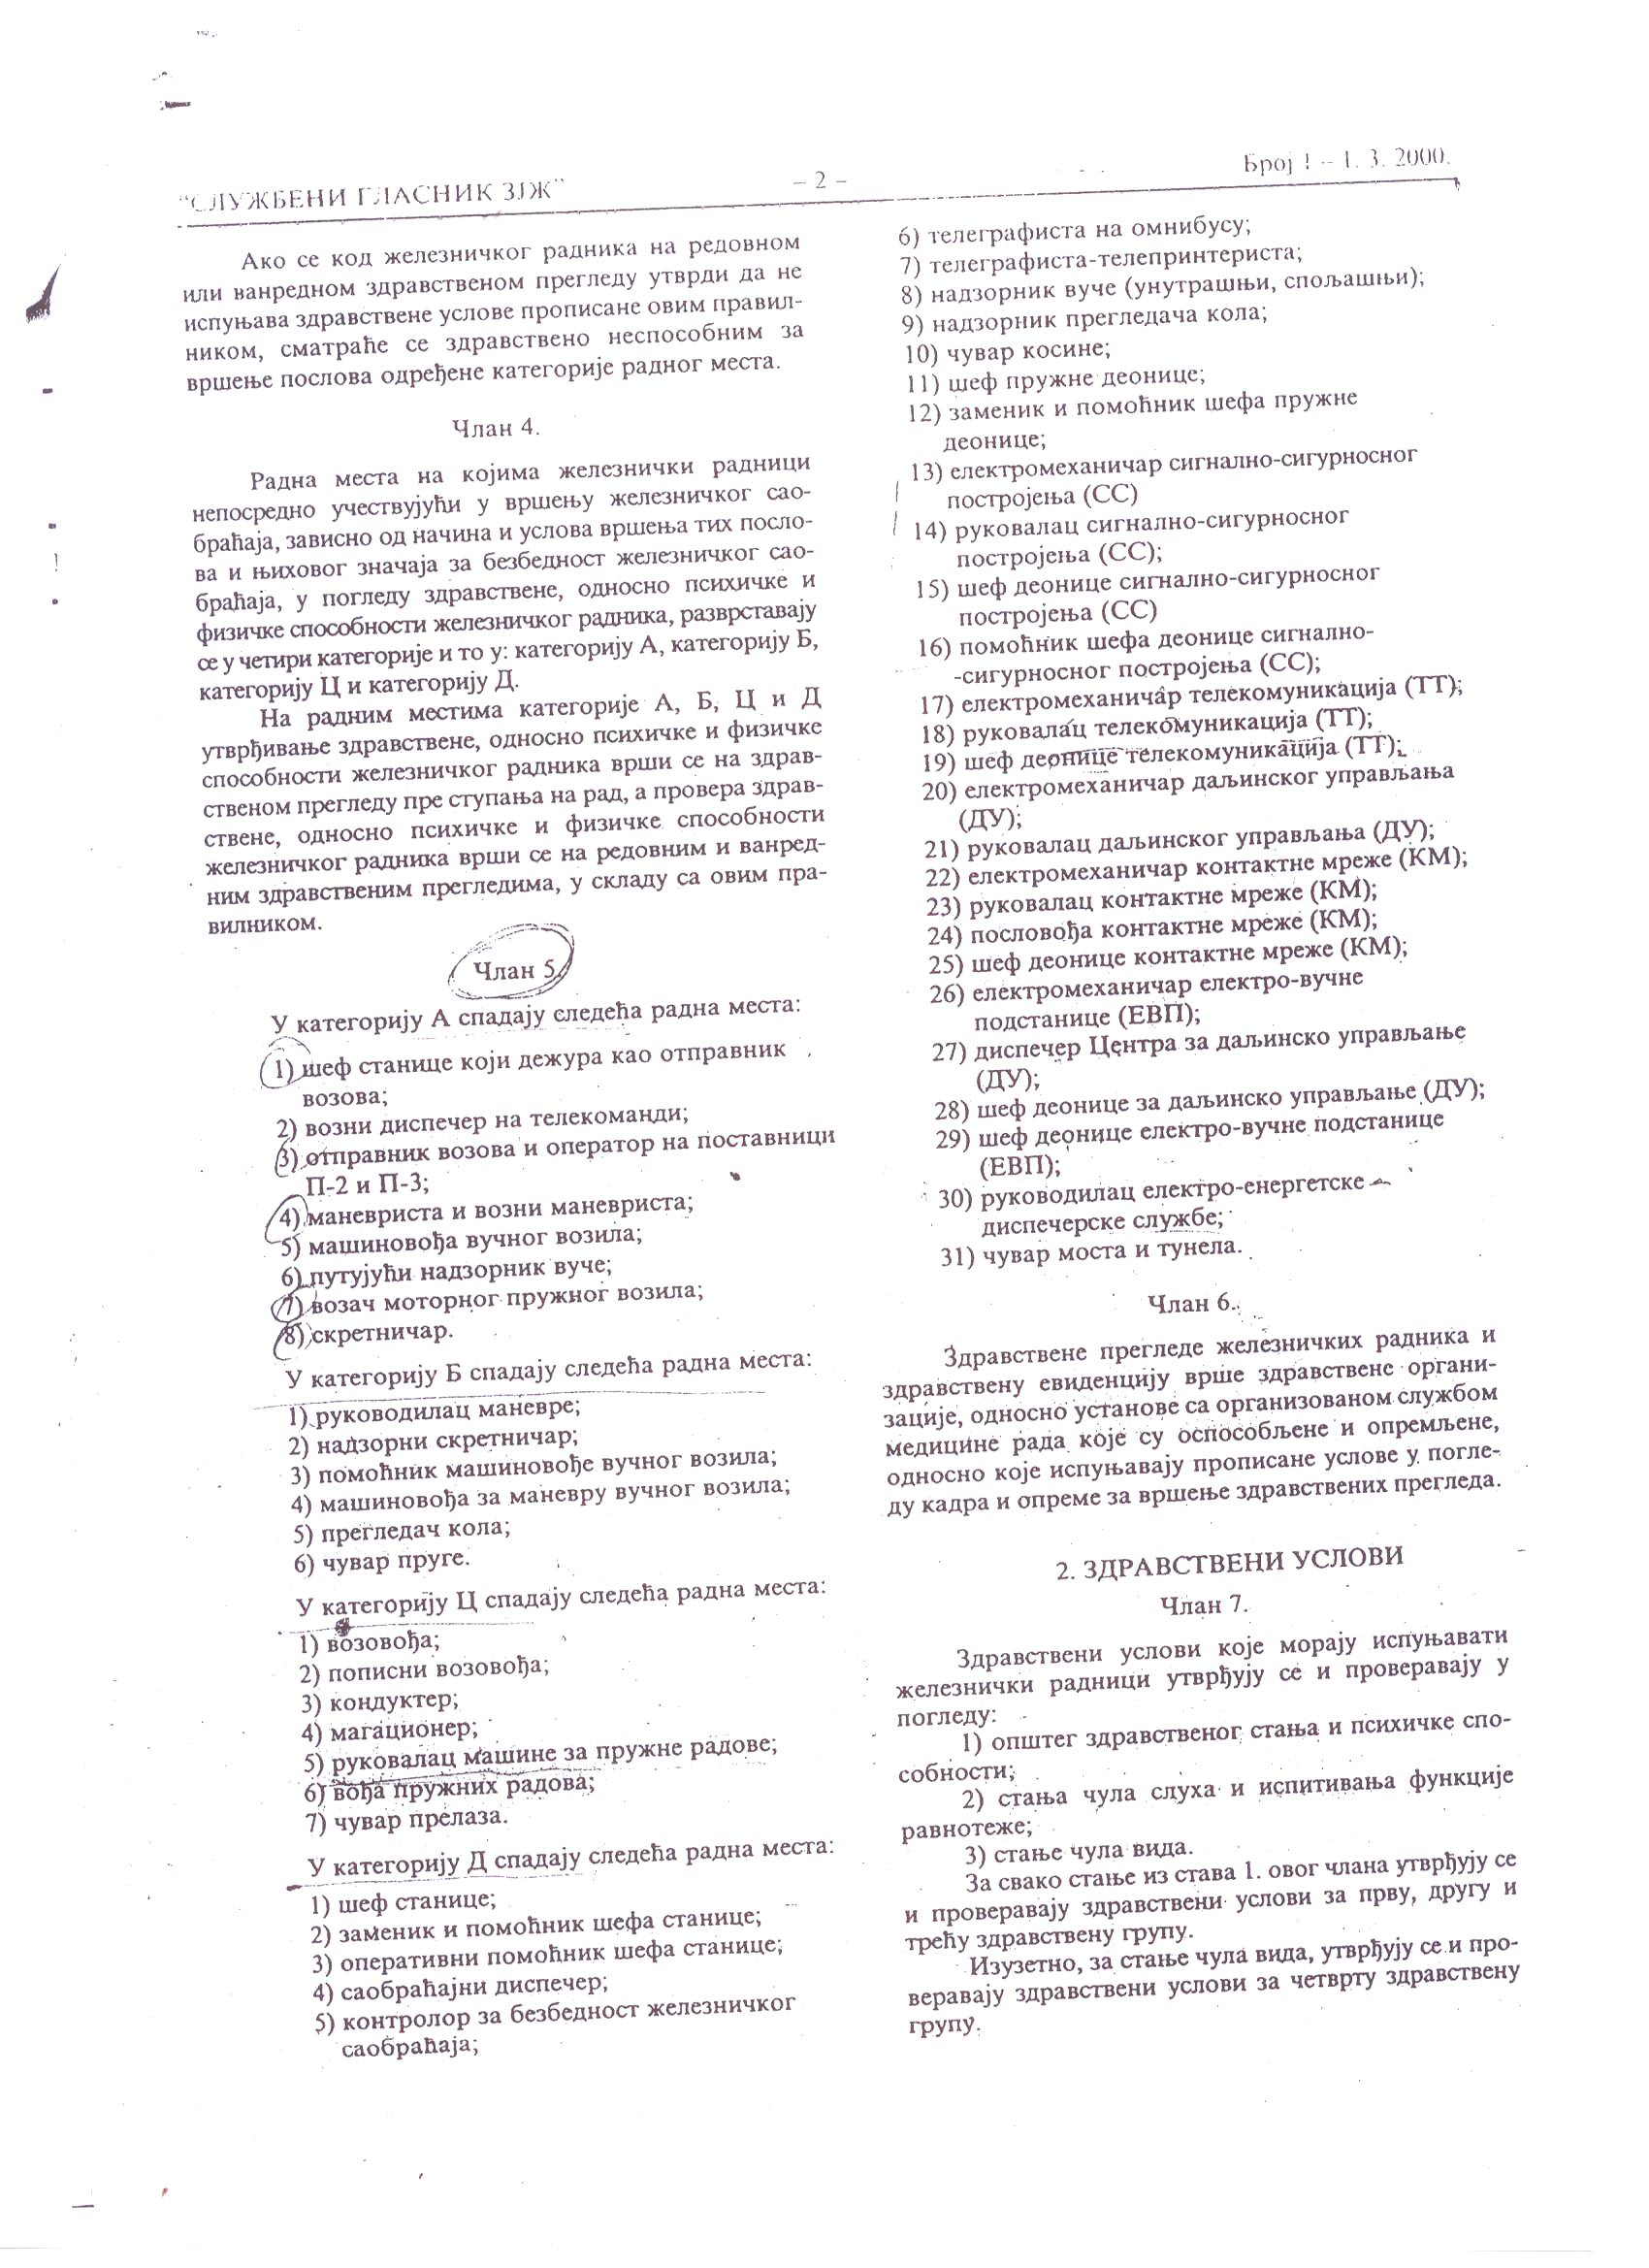 "СЛУЖБЕНИ ГЛАСНИК ЗЈЖ"
– 2 –
Број 1 – 1. 3. 2000.
Ако се код железничког радника на редовном
или ванредном здравственом прегледу утврди да не
испуњава здравствене услове прописане овим правил-
ником, сматраће се здравствено неспособним за
вршење послова одређене категорије радног места.
Члан 4.
Радна места на којима железнички радници
непосредно учествујући у вршењу железничког сао-
браћаја, зависно од начина и услова вршења тих посло-
ва и њиховог значаја за безбедност железничког сао-
браћаја, у погледу здравствене, односно психичке и
физичке способности железничког радника, разврставају
се у четири категорије и то у: категорију А, категорију Б,
категорију Ц и категорију Д.
На радним местима категорије А, Б, Ц и Д
утврђивање здравствене, односно психичке и физичке
способности железничког радника врши се на здрав-
ственом прегледу пре ступања на рад, а провера здрав-
ствене, односно психичке и физичке способности
железничког радника врши се на редовним и ванред-
ним здравственим прегледима, у складу са овим пра-
вилником.
Члан 5.
У категорију А спадају следећа радна места:
1) шеф станице који дежура као отправник
возова;
2) возни диспечер на телекоманди;
3) отправник возова и оператор на поставници
П-2 и П-3;
4) маневриста и возни маневриста;
5) машиновођа вучног возила;
6) путујући надзорник вуче;
7) возач моторног пружног возила;
8) скретничар.
У категорију Б спадају следећа радна места:
1) руководилац маневре;
2) надзорни скретничар;
3) помоћник машиновође вучног возила;
4) машиновођа за маневру вучног возила;
5) прегледач кола;
6) чувар пруге.
У категорију Ц спадају следећа радна места:
1) возовођа;
2) пописни возовођа;
3) кондуктер;
4) магационер;
5) руковалац машине за пружне радове;
6) вођа пружних радова;
7) чувар прелаза.
У категорију Д спадају следећа радна места:
1) шеф станице;
2) заменик и помоћник шефа станице;
3) оперативни помоћник шефа станице;
4) саобраћајни диспечер;
5) контролор за безбедност железничког
саобраћаја;
6) телеграфиста на омнибусу;
7) телеграфиста-телепринтериста;
8) надзорник вуче (унутрашњи, спољашњи);
9) надзорник прегледача кола;
10) чувар косине;
11) шеф пружне деонице;
12) заменик и помоћник шефа пружне
деонице;
13) електромеханичар сигнално-сигурносног
постројења (СС)
14) руковалац сигнално-сигурносног
постројења (СС);
15) шеф деонице сигнално-сигурносног
постројења (СС)
16) помоћник шефа деонице сигнално-
-сигурносног постројења (СС);
17) електромеханичар телекомуникација (ТТ);
18) руковалац телекомуникација (ТТ);
19) шеф деонице телекомуникација (ТТ);
20) електромеханичар даљинског управљања
(ДУ);
21) руковалац даљинског управљања (ДУ);
22) електромеханичар контактне мреже (КМ);
23) руковалац контактне мреже (КМ);
24) пословођа контактне мреже (КМ);
25) шеф деонице контактне мреже (КМ);
26) електромеханичар електро-вучне
подстанице (ЕВП);
27) диспечер Центра за даљинско управљање
(ДУ);
28) шеф деонице за даљинско управљање (ДУ);
29) шеф деонице електро-вучне подстанице
(ЕВП);
30) руководилац електро-енергетске
диспечерске службе;
31) чувар моста и тунела.
Члан 6.
Здравствене прегледе железничких радника и
здравствену евиденцију врше здравствене органи-
зације, односно установе са организованом службом
медицине рада које су оспособљене и опремљене,
односно које испуњавају прописане услове у погле-
ду кадра и опреме за вршење здравствених прегледа.
2. ЗДРАВСТВЕНИ УСЛОВИ
Члан 7.
Здравствени услови које морају испуњавати
железнички радници утврђују се и проверавају у
погледу:
1) општег здравственог стања и психичке спо-
собности;
2) стања чула слуха и испитивања функције
равнотеже;
3) стање чула вида.
За свако стање из става 1. овог члана утврђују се
и проверавају здравствени услови за прву, другу и
трећу здравствену групу.
Изузетно, за стање чула вида, утврђују се и про-
веравају здравствени услови за четврту здравствену
групу.